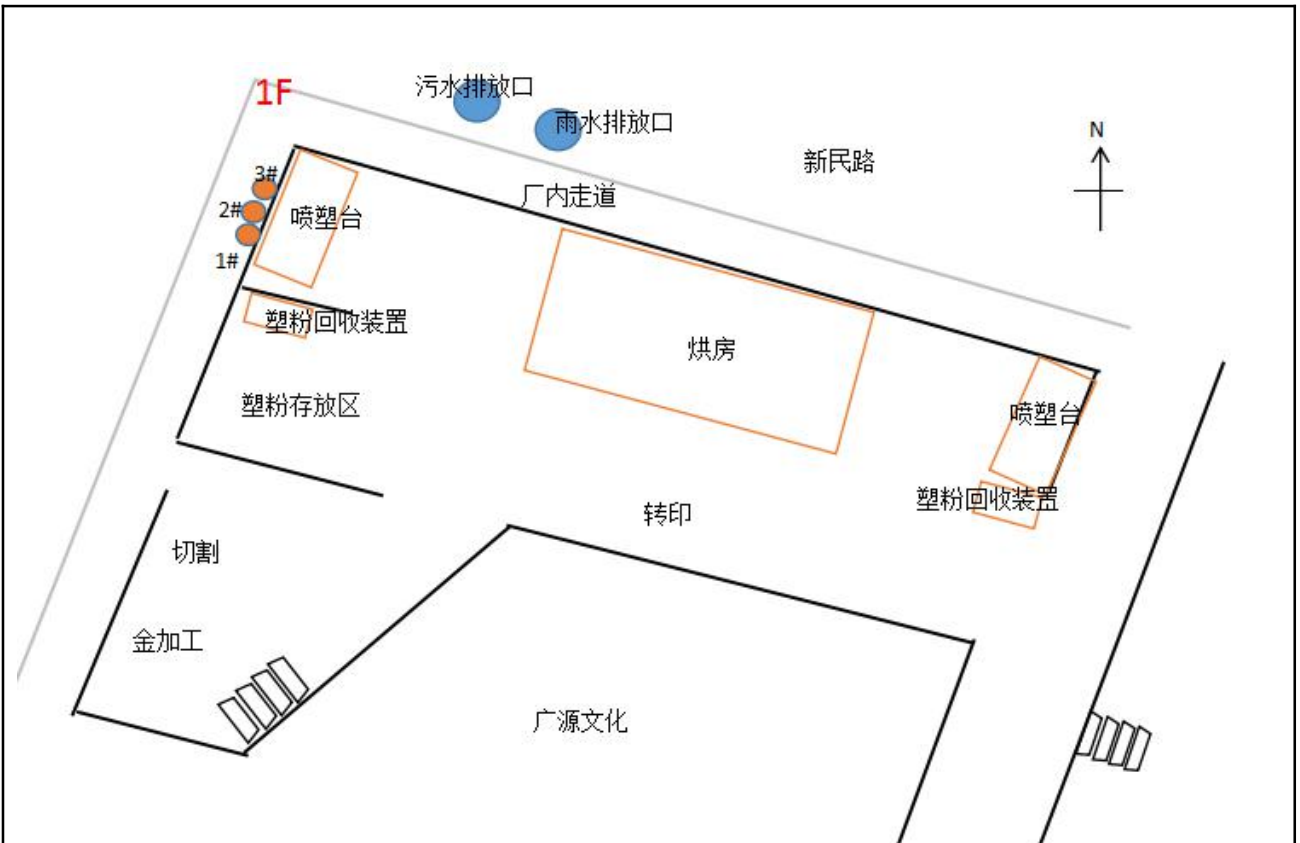 1F
污水排放口
雨水排放口
N
新民路
3#
厂内走道
2#
喷塑台
1#
塑粉回收装置
烘房
塑粉存放区
喷塑台
塑粉回收装置
转印
切割
金加工
广源文化